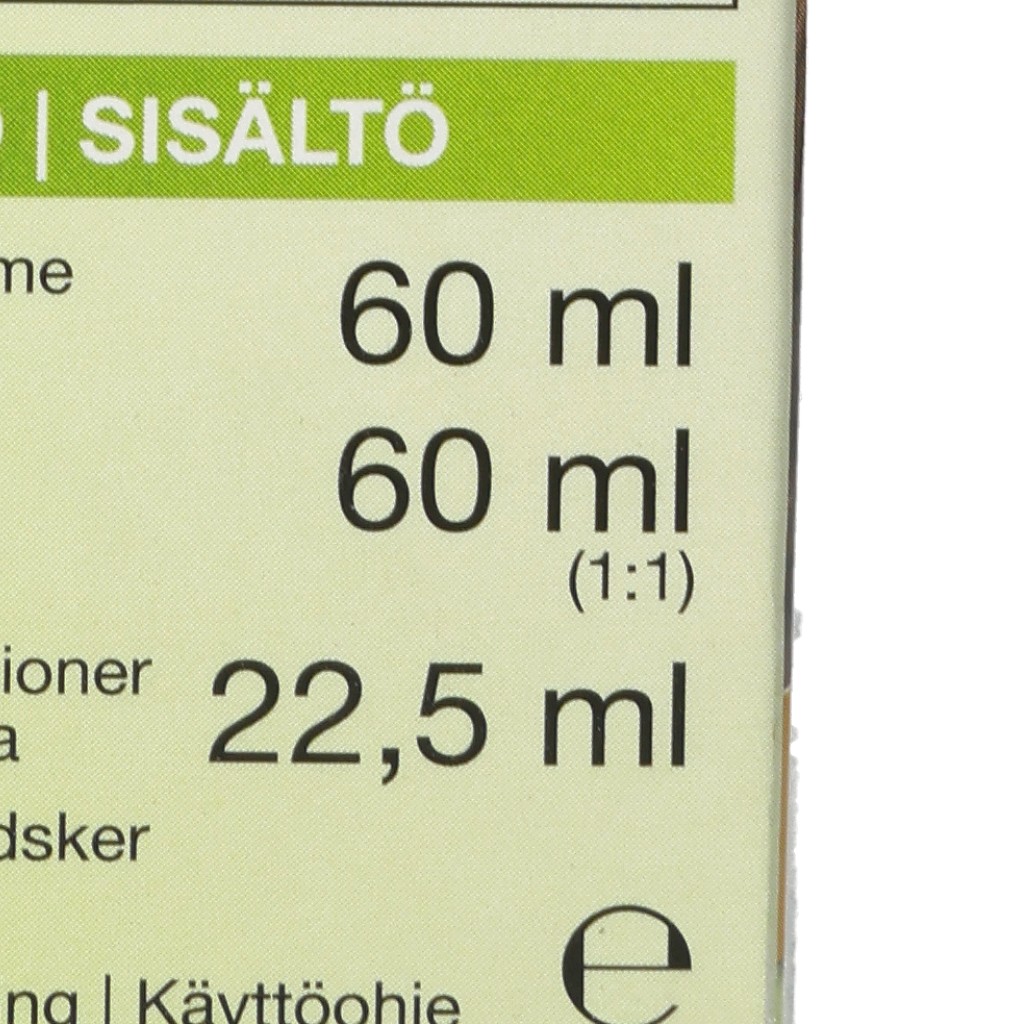 | SISÄLTÖ
me 60 ml
60 ml
(1:1)
ioner 22,5 ml
a
dsker
e
ng | Käyttöohje